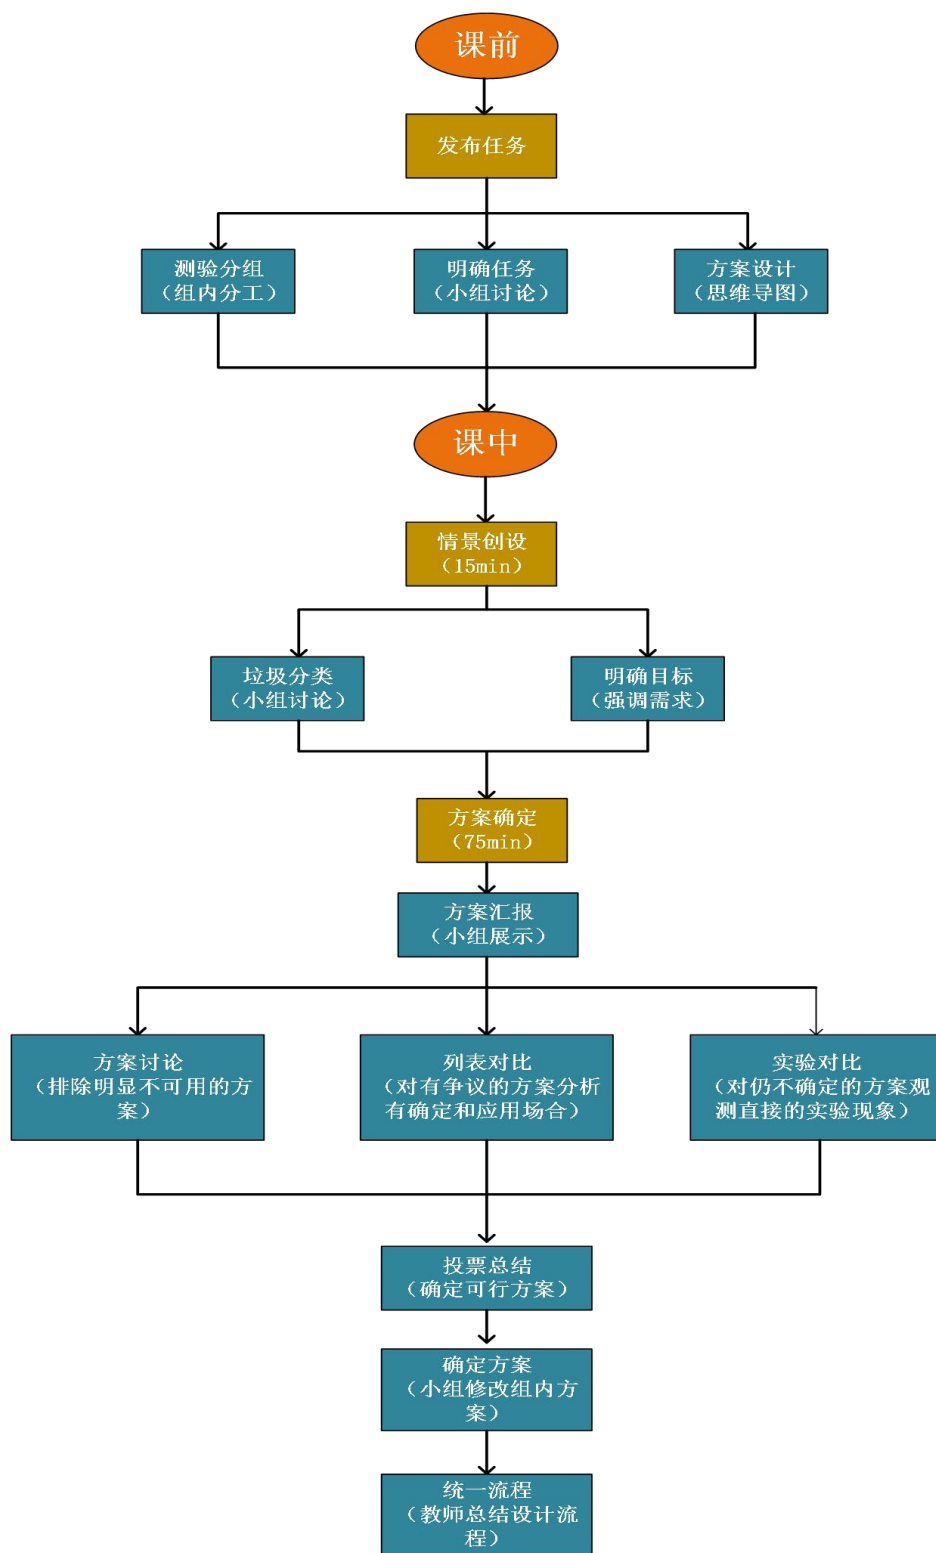 课前
发布任务
测验分组
（组内分工）
明确任务
（小组讨论）
方案设计
（思维导图）
课中
情景创设
（15min）
垃圾分类
（小组讨论）
明确目标
（强调需求）
方案确定
（75min）
方案汇报
（小组展示）
方案讨论
（排除明显不可用的方
案）
列表对比
（对有争议的方案分析
有确定和应用场合）
实验对比
（对仍不确定的方案观
测直接的实验现象）
投票总结
（确定可行方案）
确定方案
（小组修改组内方
案）
统一流程
（教师总结设计流
程）